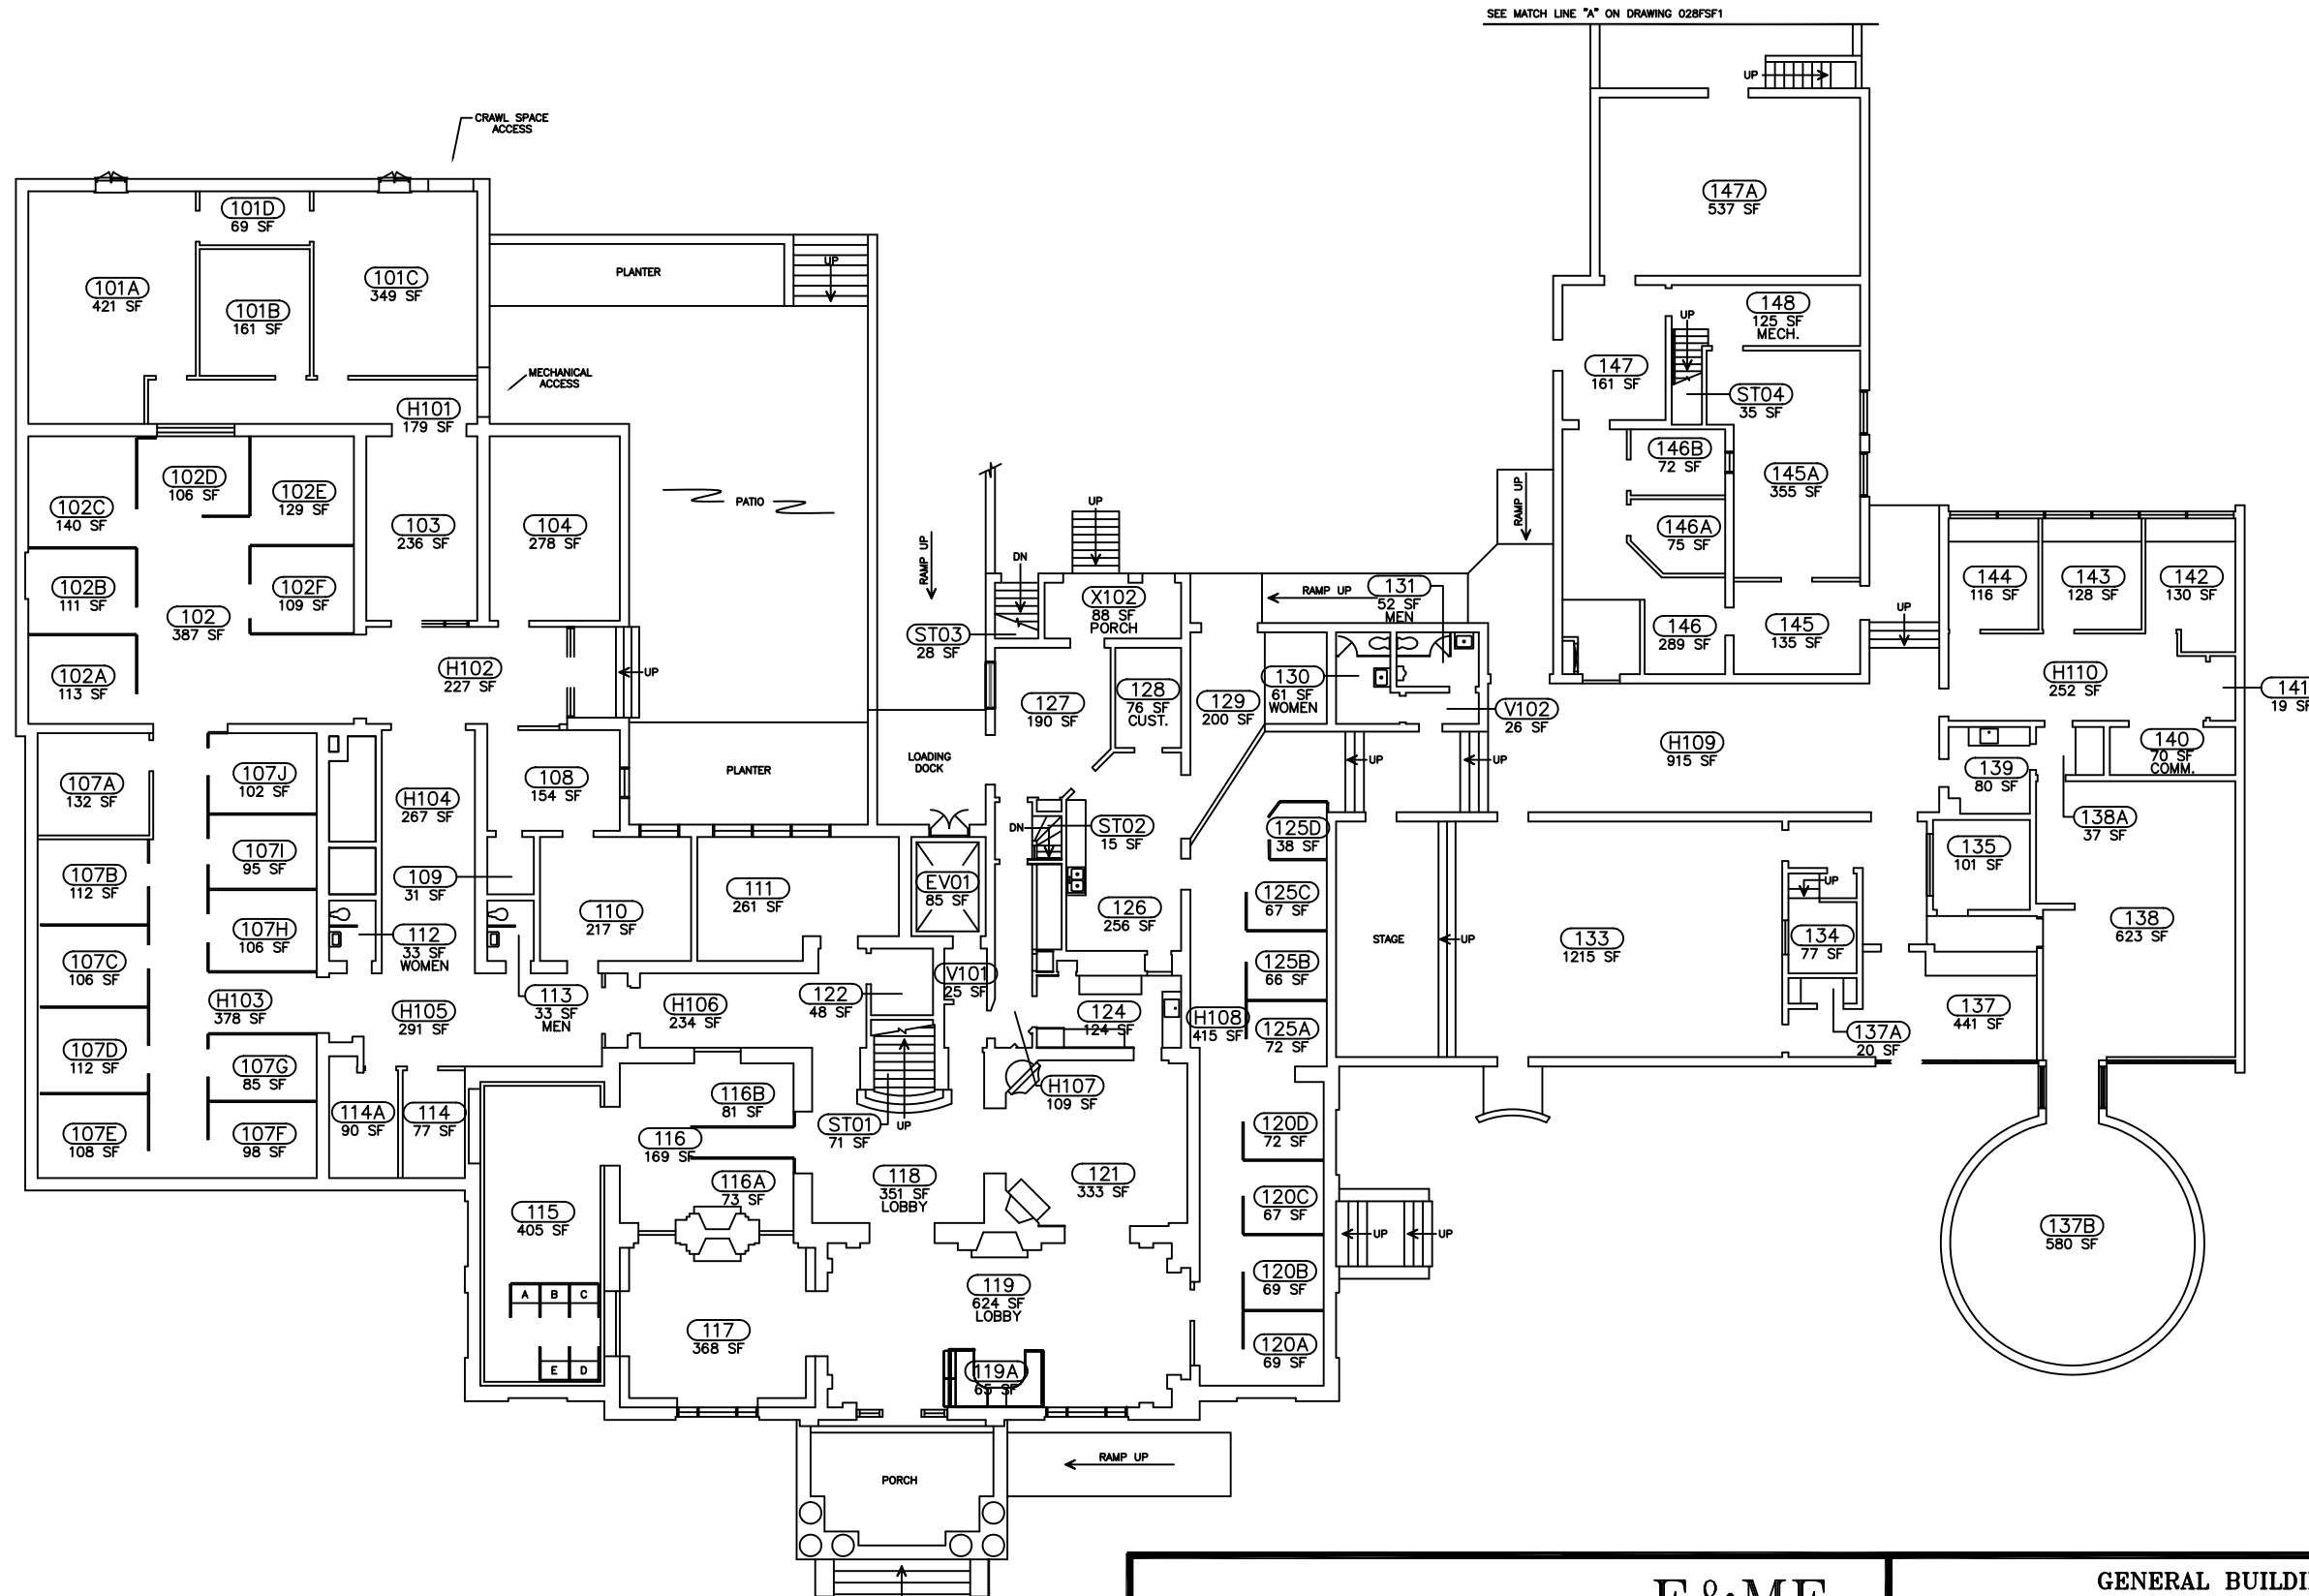 SEE MATCH LINE "A" ON DRAWING 028FSF1
UP
CRAWL SPACE
ACCESS
147A
537 SF
101D
69 SF
101A
421 SF
101B
161 SF
101C
349 SF
PLANTER
UP
148
125 SF
MECH.
UP
147
161 SF
ST04
35 SF
MECHANICAL
ACCESS
H101
179 SF
102C
140 SF
102D
106 SF
102E
129 SF
103
236 SF
104
278 SF
PATIO
RAMP UP
UP
DN
RAMP UP
146B
72 SF
145A
355 SF
146A
75 SF
102B
111 SF
102
387 SF
102F
109 SF
X102
88 SF
PORCH
RAMP UP
131
52 SF
MEN
144
116 SF
143
128 SF
142
130 SF
ST03
28 SF
146
289 SF
145
135 SF
UP
102A
113 SF
H102
227 SF
UP
127
190 SF
128
76 SF
CUST.
129
200 SF
130
61 SF
WOMEN
V102
26 SF
H110
252 SF
141
19 SF
H109
915 SF
140
70 SF
COMM.
107A
132 SF
107J
102 SF
H104
267 SF
108
154 SF
PLANTER
LOADING
DOCK
UP
UP
139
80 SF
138A
37 SF
DN
ST02
15 SF
125D
38 SF
135
101 SF
107B
112 SF
107I
95 SF
109
31 SF
110
217 SF
111
261 SF
EV01
85 SF
126
256 SF
125C
67 SF
UP
134
77 SF
138
623 SF
107H
106 SF
112
33 SF
WOMEN
STAGE
UP
133
1215 SF
107C
106 SF
H103
378 SF
H105
291 SF
113
33 SF
MEN
H106
234 SF
122
48 SF
V101
25 SF
124
124 SF
H108
415 SF
125B
66 SF
125A
72 SF
137A
20 SF
137
441 SF
107D
112 SF
107G
85 SF
H107
109 SF
107E
108 SF
107F
98 SF
114A
90 SF
114
77 SF
116B
81 SF
116
169 SF
ST01
71 SF
UP
120D
72 SF
116A
73 SF
118
351 SF
LOBBY
121
333 SF
120C
67 SF
115
405 SF
UP
UP
137B
580 SF
A B C
E D
117
368 SF
119
624 SF
LOBBY
120B
69 SF
119A
65 SF
120A
69 SF
PORCH
RAMP UP